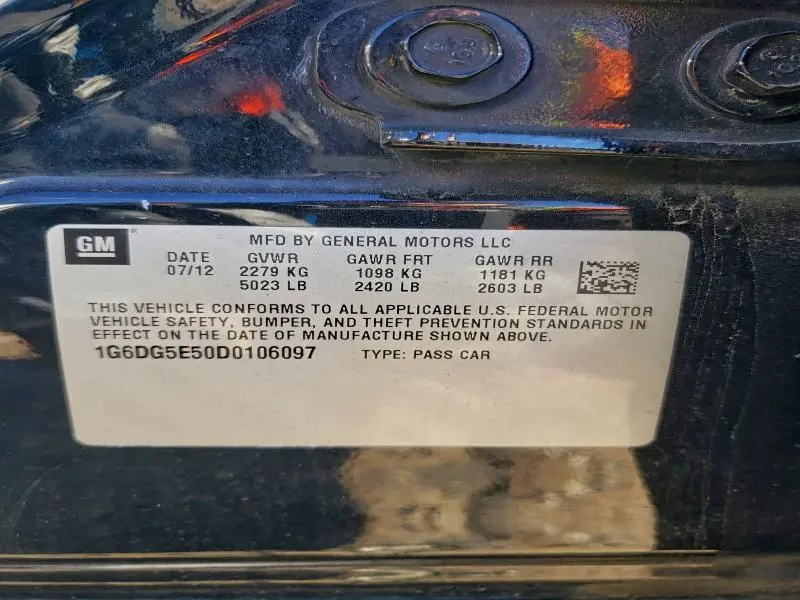 GM
MFD BY GENERAL MOTORS LLC
DATE GVWR GAWR FRT GAWR RR
07/12 2279 KG 1098 KG 1181 KG
5023 LB 2420 LB 2603 LB
THIS VEHICLE CONFORMS TO ALL APPLICABLE U.S. FEDERAL MOTOR
VEHICLE SAFETY, BUMPER, AND THEFT PREVENTION STANDARDS IN
EFFECT ON THE DATE OF MANUFACTURE SHOWN ABOVE.
1G6DG5E50D0106097 TYPE: PASS CAR